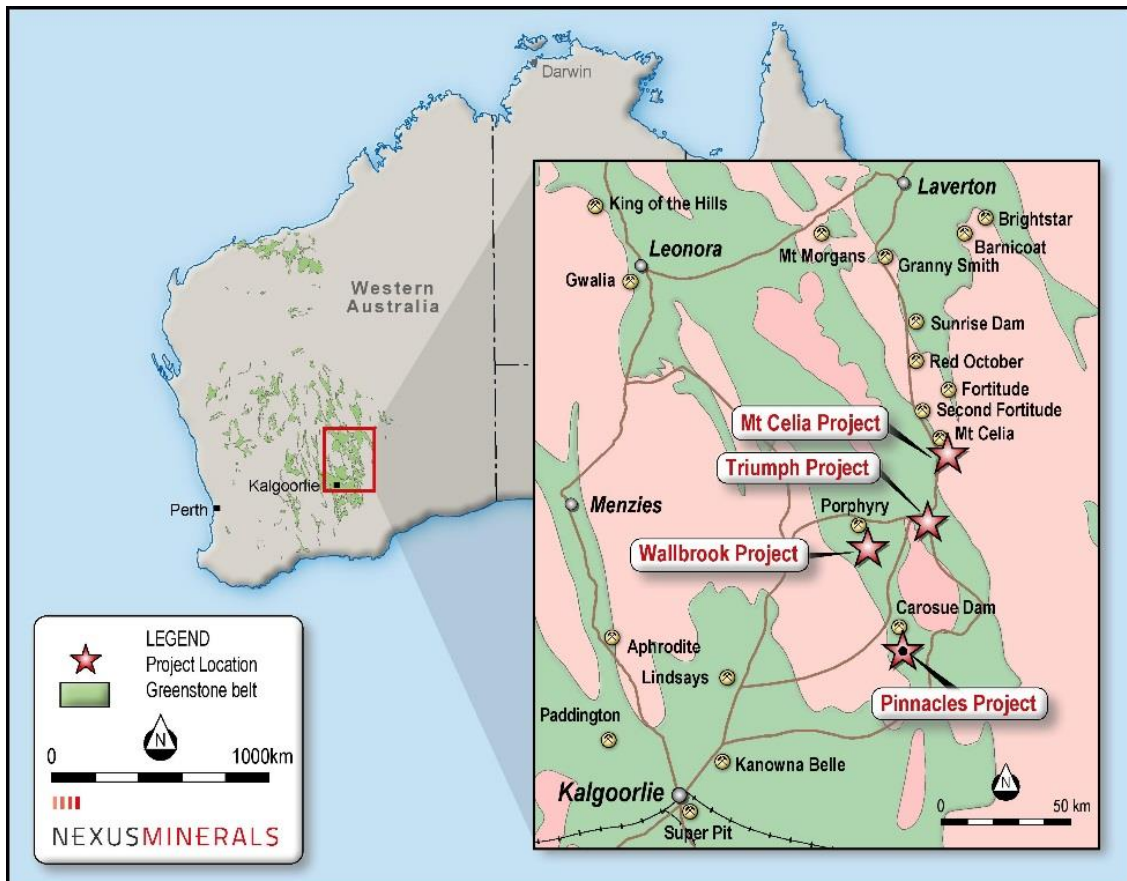 Darwin
Western
Australia
Kalgoorlie
Perth
LEGEND
Project Location
Greenstone belt
N
0 1000km
NEXUSMINERALS
Laverton
King of the Hills
Brightstar
Barnicoat
Leonora
Mt Morgans
Granny Smith
Gwalia
Sunrise Dam
Red October
Fortitude
Second Fortitude
Mt Celia Project
Mt Celia
Triumph Project
Menzies
Porphyry
Wallbrook Project
Carosue Dam
Aphrodite
Lindsays
Pinnacles Project
Paddington
Kanowna Belle
Kalgoorlie
Super Pit
N
0 50 km